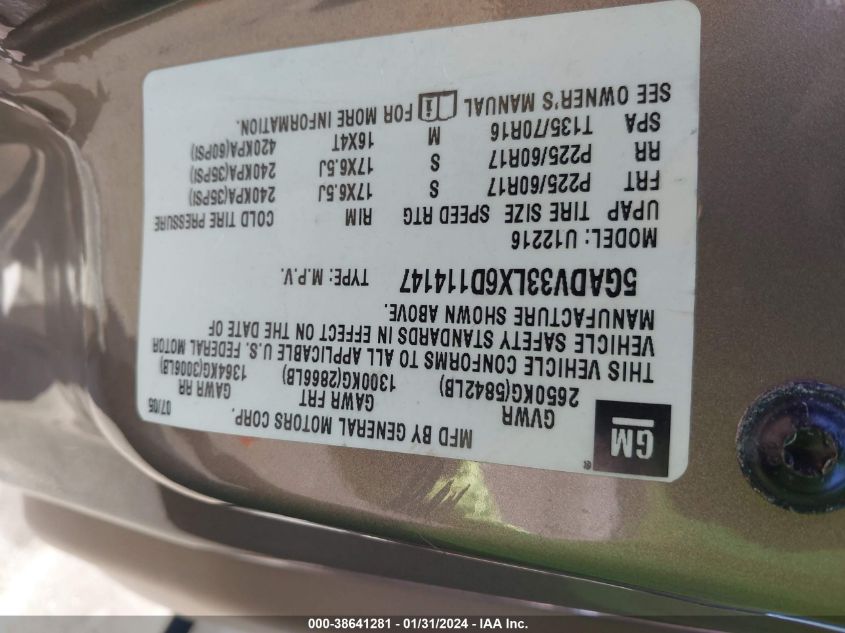 MFD BY GENERAL MOTORS CORP. 07/05
GM ®
GVWR GAWR FRT GAWR RR
2650KG(5842LB) 1300KG(2866LB) 1364KG(3006LB)
THIS VEHICLE CONFORMS TO ALL APPLICABLE U.S. FEDERAL MOTOR
VEHICLE SAFETY STANDARDS IN EFFECT ON THE DATE OF
MANUFACTURE SHOWN ABOVE.
5GADV33LX6D114147 TYPE: M.P.V.
MODEL: U12216
UPAP TIRE SIZE SPEED RTG RIM COLD TIRE PRESSURE
FRT P225/60R17 S 17X6.5J 240KPA(35PSI)
RR P225/60R17 S 17X6.5J 240KPA(35PSI)
SPA T135/70R16 M 16X4T 420KPA(60PSI)
SEE OWNER'S MANUAL i FOR MORE INFORMATION.
000-38641281 - 01/31/2024 - IAA Inc.